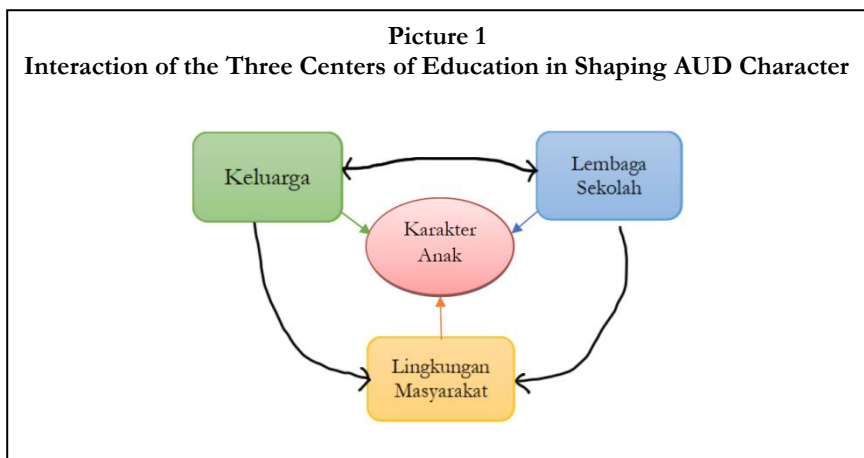 Picture 1
Interaction of the Three Centers of Education in Shaping AUD Character
Keluarga
Lembaga
Sekolah
Karakter
Anak
Lingkungan
Masyarakat